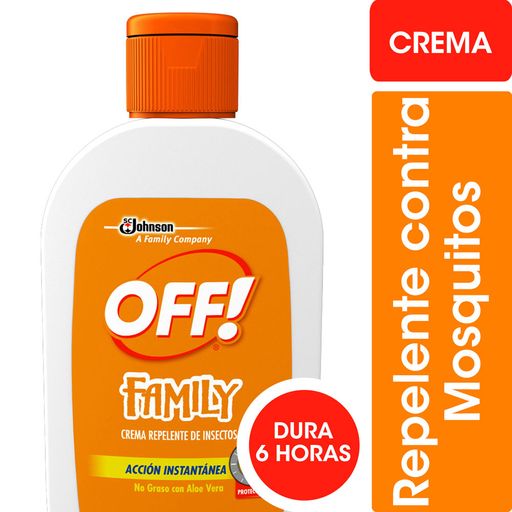 CREMA
Repelente contra
Mosquitos
SC Johnson
A Family Company
OFF!
FAMILY
CREMA REPELENTE DE INSECTOS
ACCIÓN INSTANTÁNEA
No Graso con Aloe Vera
DURA
6 HORAS